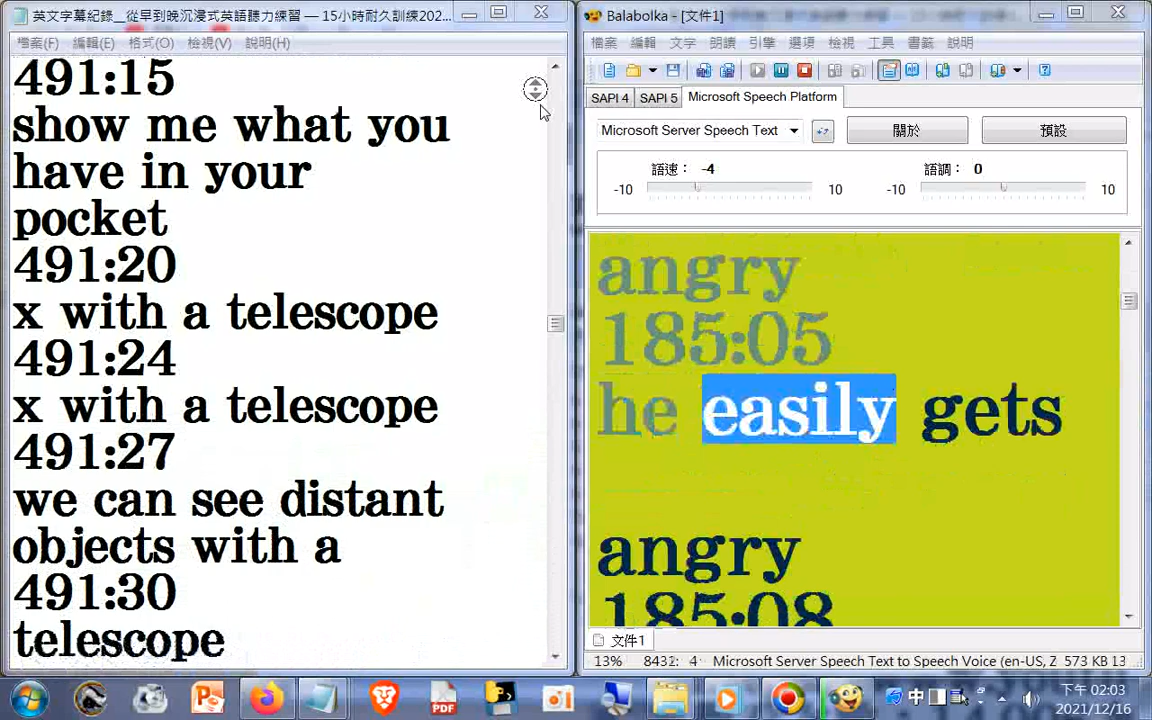 英文字幕紀錄__從早到晚沉浸式英語聽力練習 — 15小時耐久訓練202...
檔案(F) 編輯(E) 格式(O) 檢視(V) 說明(H)
491:15
show me what you
have in your
pocket
491:20
x with a telescope
491:24
x with a telescope
491:27
we can see distant
objects with a
491:30
telescope
Balabolka - [文件1]
檔案 編輯 文字 朗讀 引擎 選項 檢視 工具 書籤 說明
SAPI 4 SAPI 5 Microsoft Speech Platform
Microsoft Server Speech Text 關於 預設
語速： -4 語調： 0
-10 10 -10 10
angry
185:05
he easily gets
angry
185:08
文件1
13% 8432: 4 Microsoft Server Speech Text to Speech Voice (en-US, Z 573 KB 13
PDF
中
下午 02:03
2021/12/16